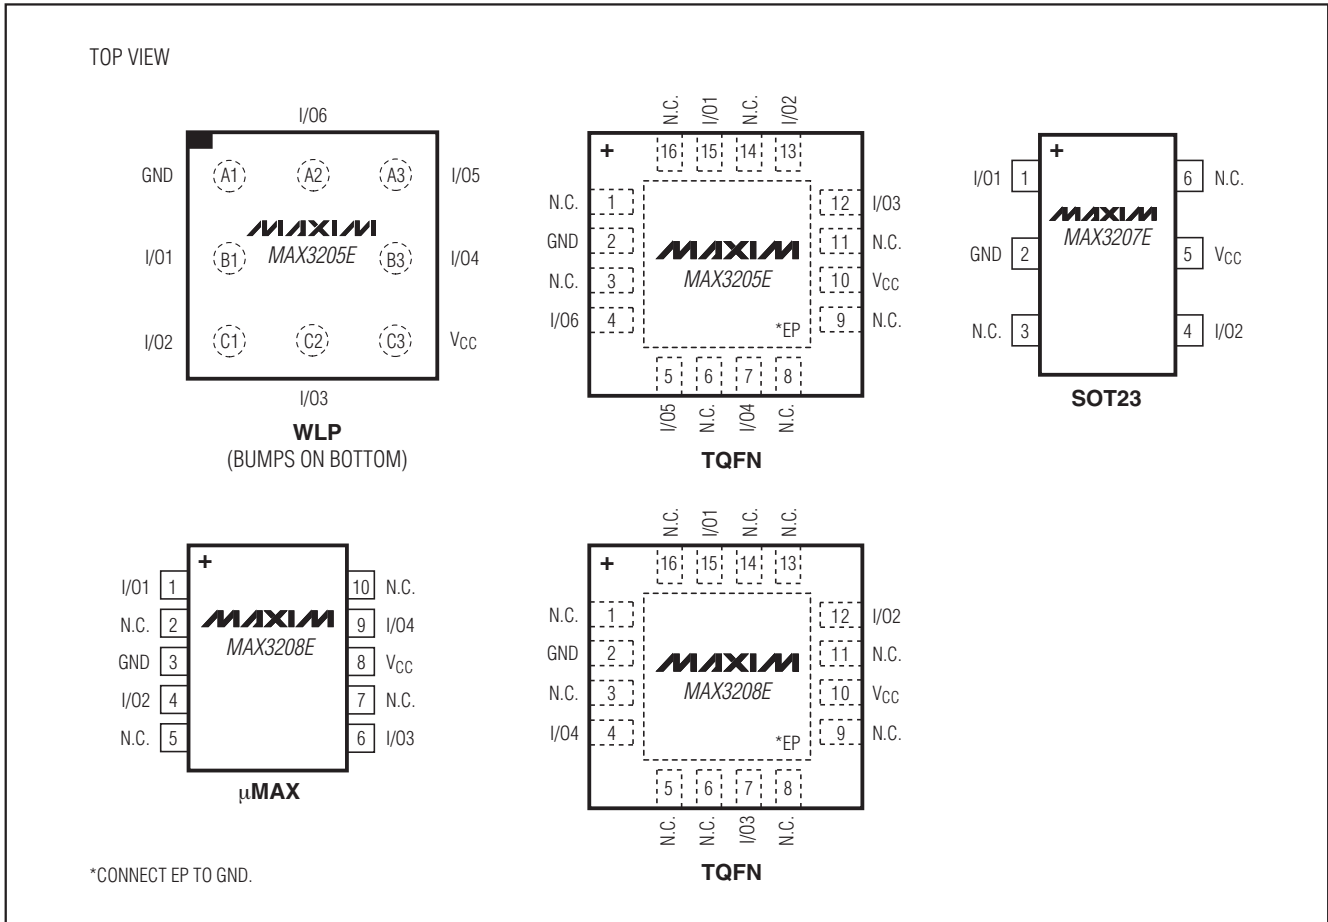 TOP VIEW
I/O6
GND A1 A2 A3 I/O5
MAXIM
I/O1 B1 MAX3205E B3 I/O4
I/O2 C1 C2 C3 VCC
I/O3
WLP
(BUMPS ON BOTTOM)
N.C. I/O1 N.C. I/O2
+ 16 15 14 13
N.C. 1 12 I/O3
GND 2 MAXIM 11 N.C.
N.C. 3 MAX3205E 10 VCC
I/O6 4 *EP 9 N.C.
5 6 7 8
I/O5 N.C. I/O4 N.C.
TQFN
+
I/O1 1 6 N.C.
MAXIM
MAX3207E
GND 2 5 VCC
N.C. 3 4 I/O2
SOT23
+
I/O1 1 10 N.C.
N.C. 2 MAXIM 9 I/O4
MAX3208E
GND 3 8 VCC
I/O2 4 7 N.C.
N.C. 5 6 I/O3
µMAX
N.C. I/O1 N.C. N.C.
+ 16 15 14 13
N.C. 1 12 I/O2
GND 2 MAXIM 11 N.C.
N.C. 3 MAX3208E 10 VCC
I/O4 4 *EP 9 N.C.
5 6 7 8
N.C. N.C. I/O3 N.C.
TQFN
*CONNECT EP TO GND.